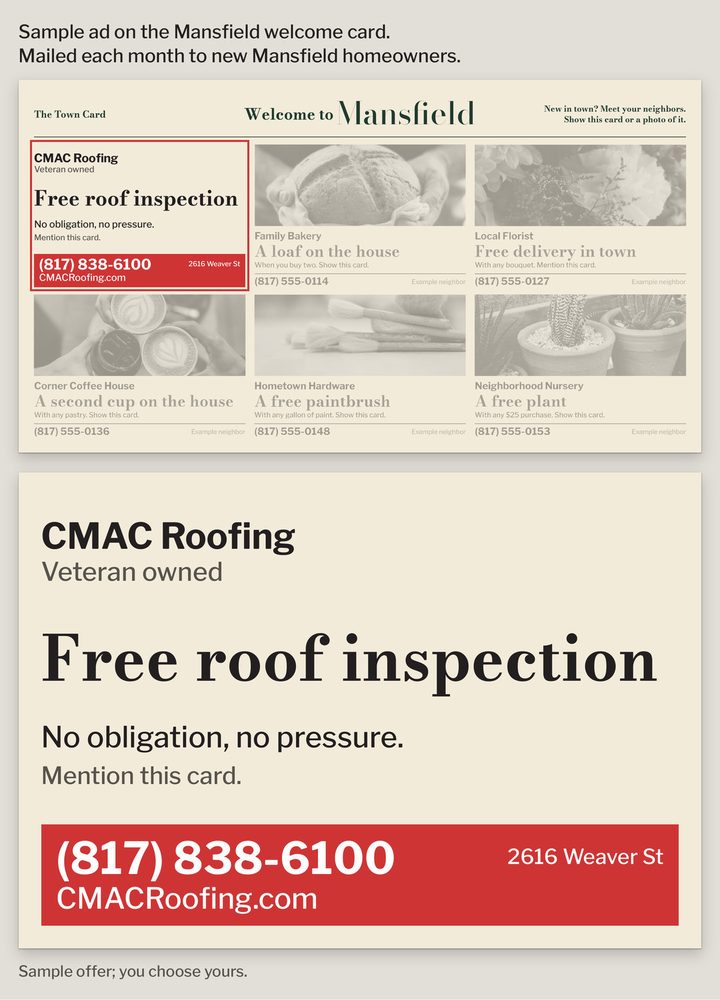 Sample ad on the Mansfield welcome card.
Mailed each month to new Mansfield homeowners.
The Town Card
Welcome to Mansfield
New in town? Meet your neighbors.
Show this card or a photo of it.
CMAC Roofing
Veteran owned
Free roof inspection
No obligation, no pressure.
Mention this card.
(817) 838-6100
2616 Weaver St
CMACRoofing.com
Family Bakery
A loaf on the house
When you buy two. Show this card.
(817) 555-0114
Example neighbor
Local Florist
Free delivery in town
With any bouquet. Mention this card.
(817) 555-0127
Example neighbor
Corner Coffee House
A second cup on the house
With any pastry. Show this card.
(817) 555-0136
Example neighbor
Hometown Hardware
A free paintbrush
With any gallon of paint. Show this card.
(817) 555-0148
Example neighbor
Neighborhood Nursery
A free plant
With any $25 purchase. Show this card.
(817) 555-0153
Example neighbor
CMAC Roofing
Veteran owned
Free roof inspection
No obligation, no pressure.
Mention this card.
(817) 838-6100
2616 Weaver St
CMACRoofing.com
Sample offer; you choose yours.